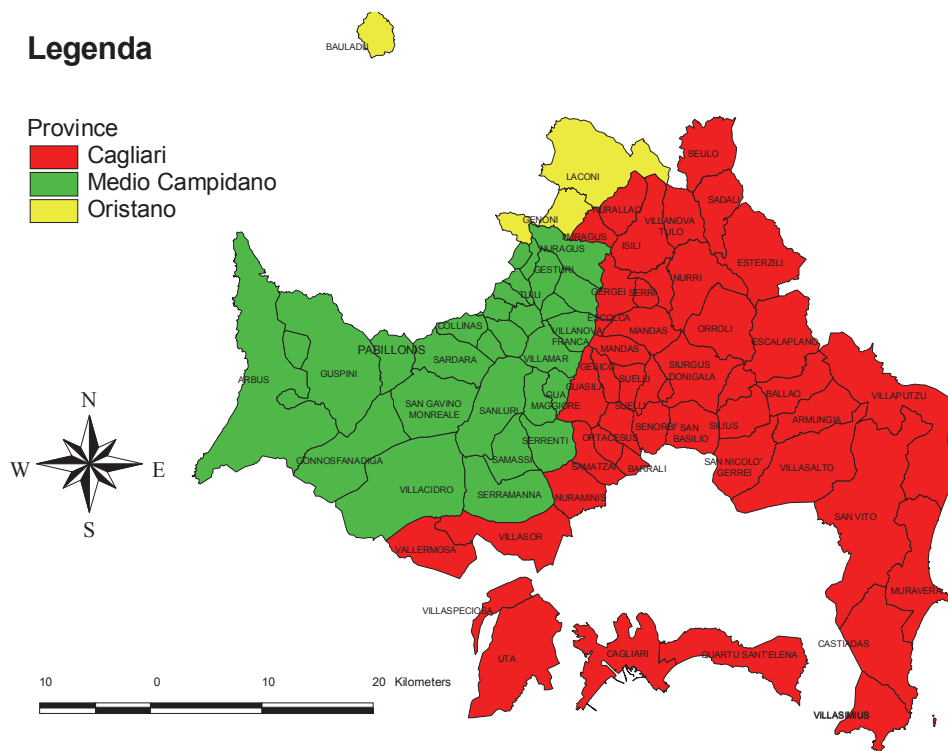 Legenda
Province
Cagliari
Medio Campidano
Oristano
BAULADU
LACONI
SEULO
SADALI
GENONI
NURALLAO
VILLANOVA
TULO
NURAGUS
NURAGUS
ISILI
ESTERZILI
GESTURI
NURRI
TUILI
GERGEI
SERRI
ESCOLCA
COLLINAS
VILLANOVA
FRANCA
MANDAS
ORROLI
ESCALAPLANO
PABILLONIS
SARDARA
VILLAMAR
MANDAS
GESICO
SIURGUS
DONIGALA
ARBUS
GUSPINI
SUELLI
GUASILA
BALLAO
VILLAPUTZU
SAN GAVINO
MONREALE
SANLURI
GUA
MAGGIORE
SUELLI
ARMUNGIA
SENORBI'
SAN
BASILIO
SILIUS
SERRENTI
ORTACESUS
GONNOSFANADIGA
SAMASSI
SAMATZAI
BARRALI
SAN NICOLO'
GERREI
VILLASALTO
VILLACIDRO
SERRAMANNA
NURAMINIS
SAN VITO
VALLERMOSA
VILLASOR
MURAVERA
VILLASPECIOSA
CASTIADAS
UTA
CAGLIARI
QUARTU SANT'ELENA
VILLASIMIUS
N
W
E
S
10 0 10 20 Kilometers